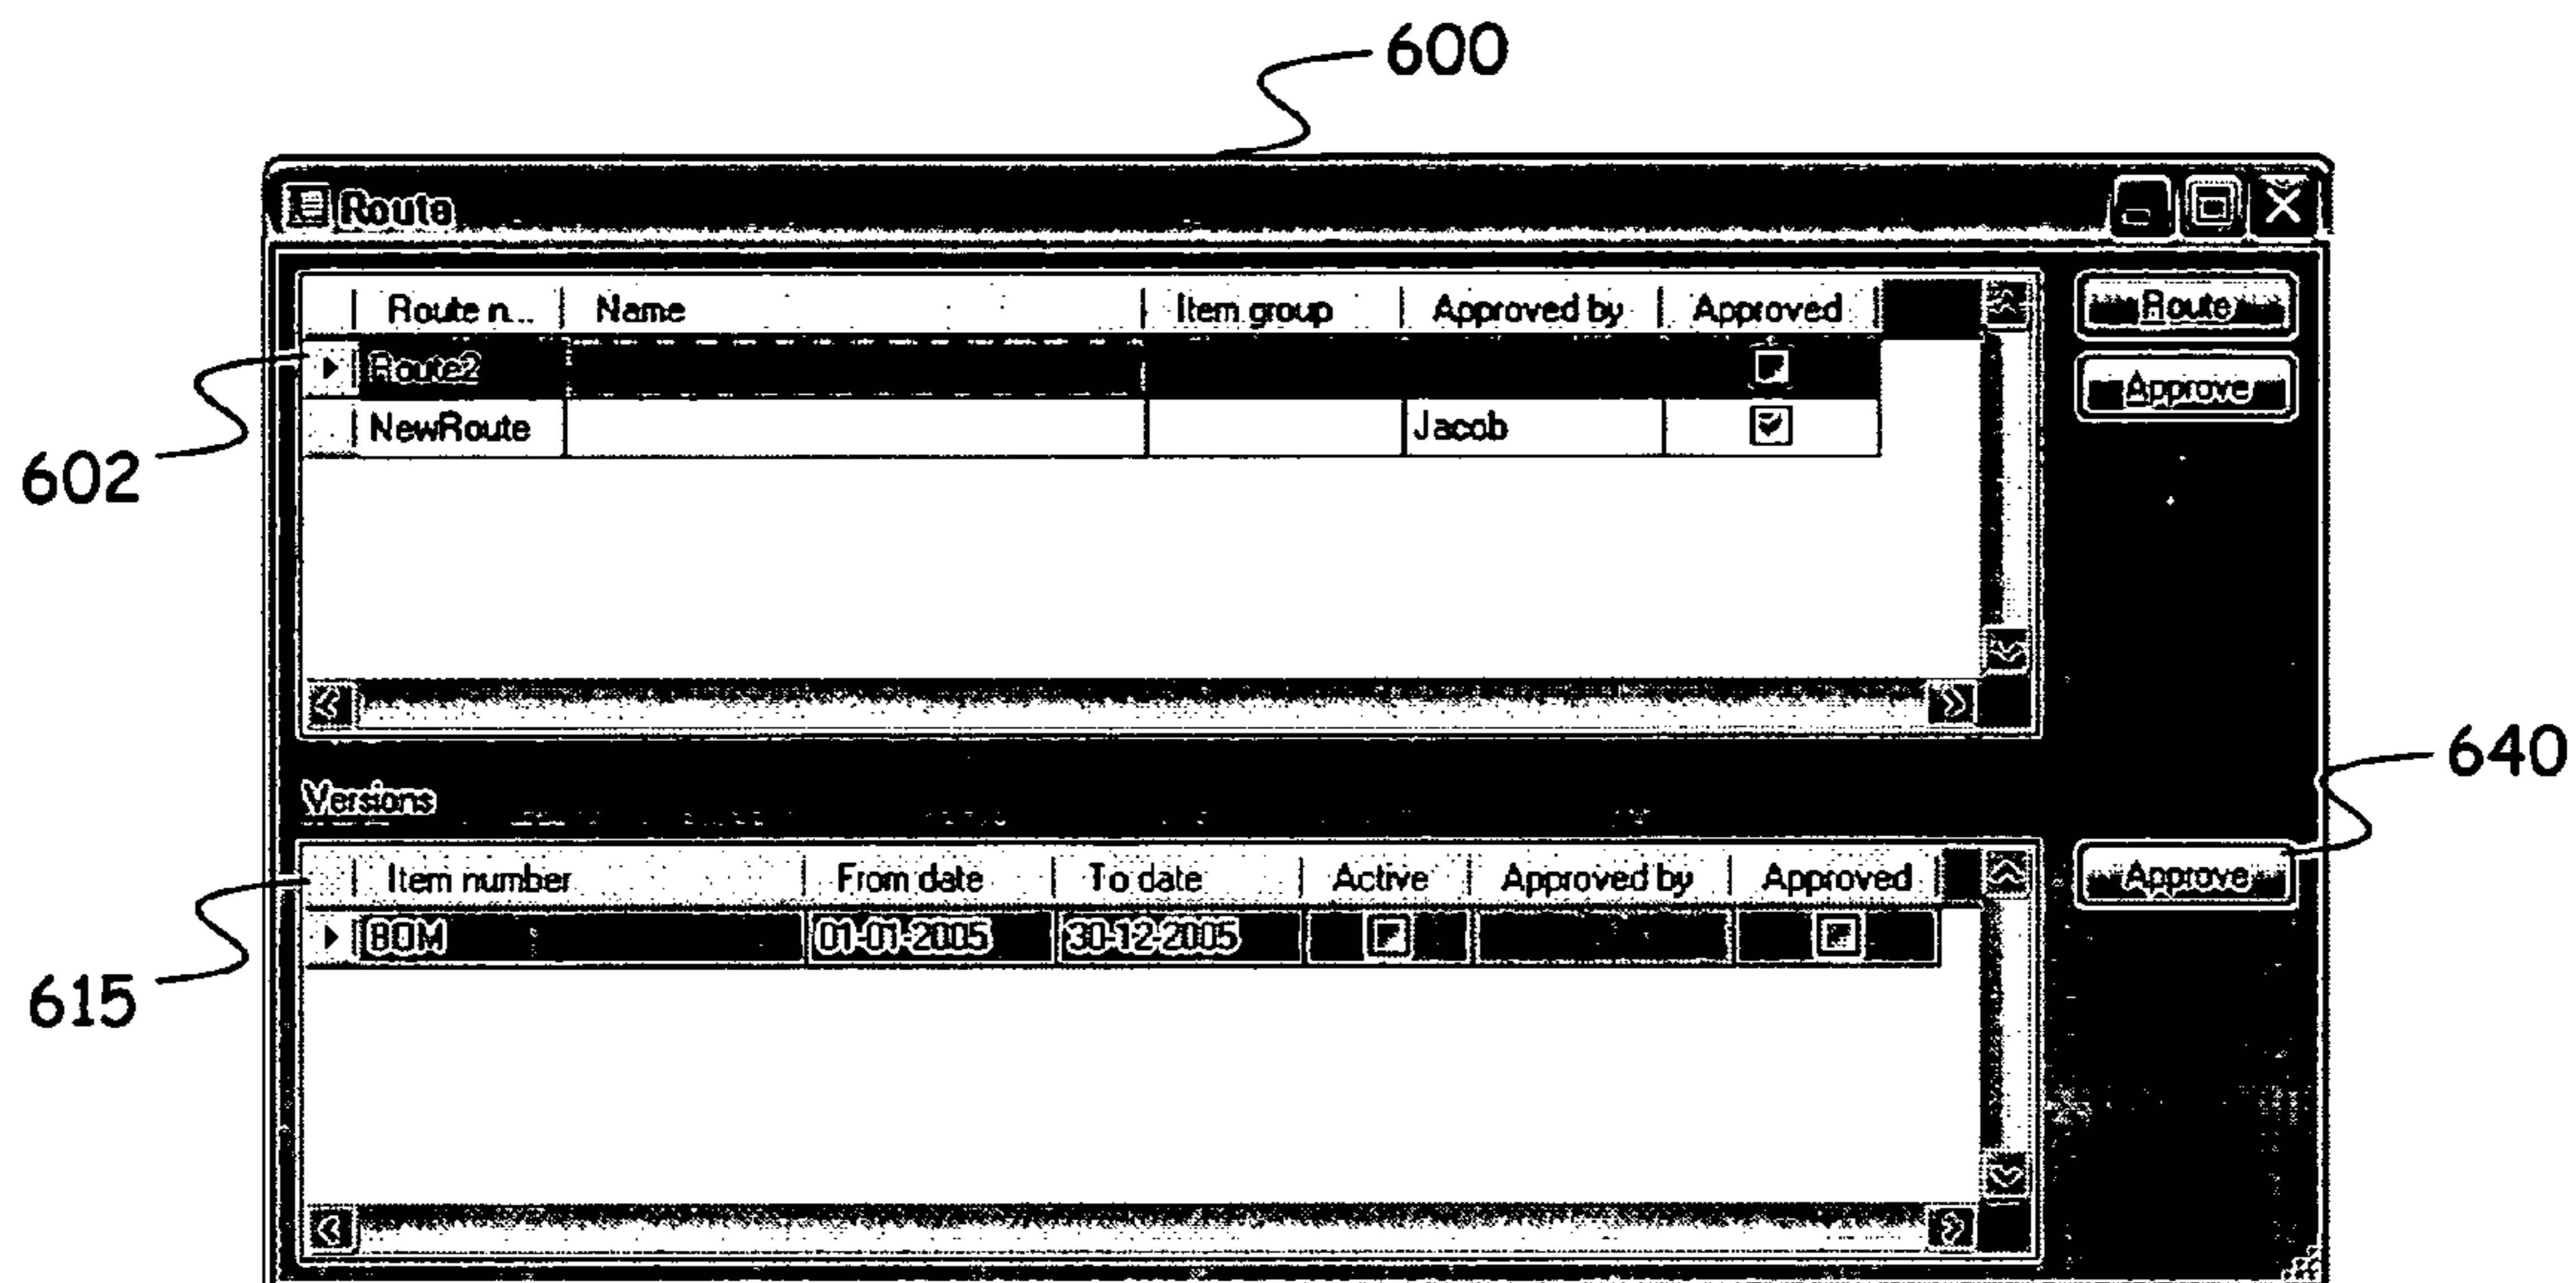 600
Route
Route n... Name Item group Approved by Approved Route
Route2 Approve
602 NewRoute Jacob
640
Versions
Item number From date To date Active Approved by Approved Approve
BOM 01-01-2005 30-12-2005
615